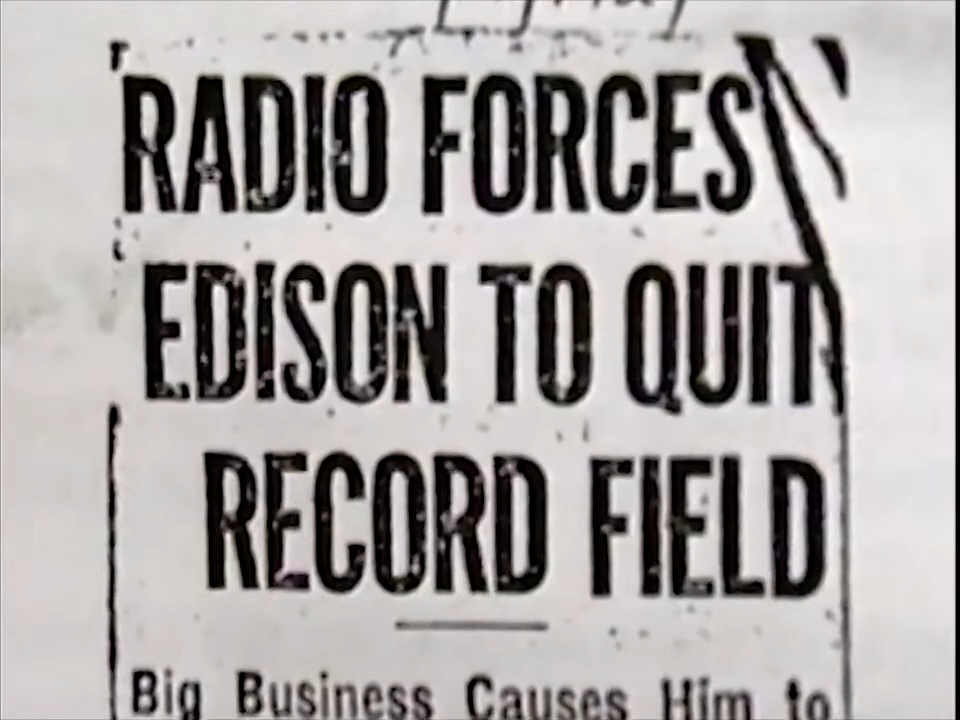 RADIO FORCES
EDISON TO QUIT
RECORD FIELD
Big Business Causes Him to